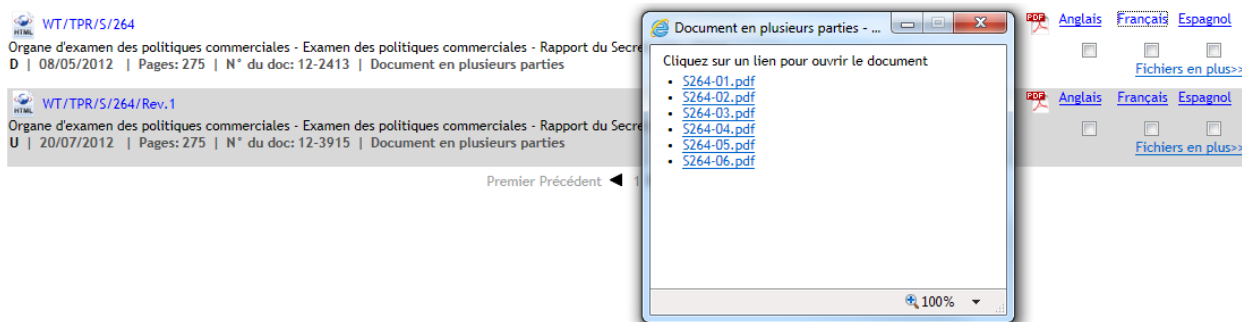 WT/TPR/S/264
Organe d'examen des politiques commerciales - Examen des politiques commerciales - Rapport du Secre
D | 08/05/2012 | Pages: 275 | N° du doc: 12-2413 | Document en plusieurs parties
HTML
PDF
Anglais Français Espagnol
Fichiers en plus>>
WT/TPR/S/264/Rev.1
Organe d'examen des politiques commerciales - Examen des politiques commerciales - Rapport du Secre
U | 20/07/2012 | Pages: 275 | N° du doc: 12-3915 | Document en plusieurs parties
HTML
PDF
Anglais Français Espagnol
Fichiers en plus>>
Premier Précédent 1
Document en plusieurs parties - ...
Cliquez sur un lien pour ouvrir le document
S264-01.pdf
S264-02.pdf
S264-03.pdf
S264-04.pdf
S264-05.pdf
S264-06.pdf
100%